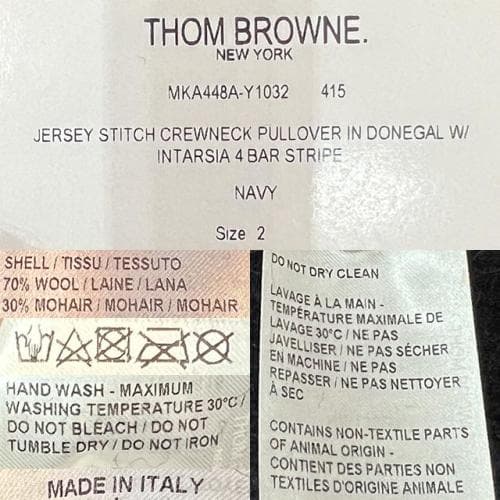 THOM BROWNE.
NEW YORK
MKA448A-Y1032 415
JERSEY STITCH CREWNECK PULLOVER IN DONEGAL W/
INTARSIA 4 BAR STRIPE
NAVY
Size 2
SHELL / TISSU / TESSUTO
70% WOOL / LAINE / LANA
30% MOHAIR / MOHAIR / MOHAIR
HAND WASH - MAXIMUM
WASHING TEMPERATURE 30°C /
DO NOT BLEACH / DO NOT
TUMBLE DRY / DO NOT IRON
MADE IN ITALY
DO NOT DRY CLEAN
LAVAGE À LA MAIN -
TEMPÉRATURE MAXIMALE DE
LAVAGE 30°C / NE PAS
JAVELLISER / NE PAS SÉCHER
EN MACHINE / NE PAS
REPASSER / NE PAS NETTOYER
À SEC
CONTAINS NON-TEXTILE PARTS
OF ANIMAL ORIGIN -
CONTIENT DES PARTIES NON
TEXTILES D'ORIGINE ANIMALE